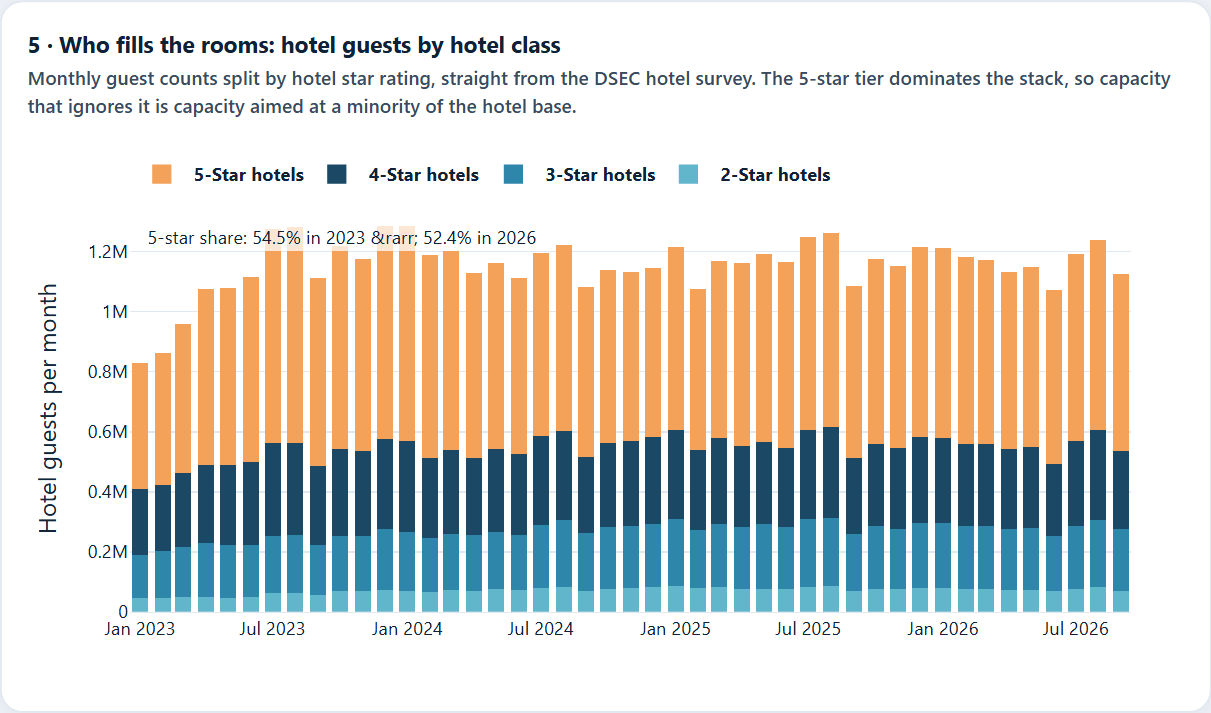 5 · Who fills the rooms: hotel guests by hotel class
Monthly guest counts split by hotel star rating, straight from the DSEC hotel survey. The 5-star tier dominates the stack, so capacity
that ignores it is capacity aimed at a minority of the hotel base.
5-Star hotels
4-Star hotels
3-Star hotels
2-Star hotels
5-star share: 54.5% in 2023 &rarr; 52.4% in 2026
Hotel guests per month
1.2M
1M
0.8M
0.6M
0.4M
0.2M
0
Jan 2023
Jul 2023
Jan 2024
Jul 2024
Jan 2025
Jul 2025
Jan 2026
Jul 2026